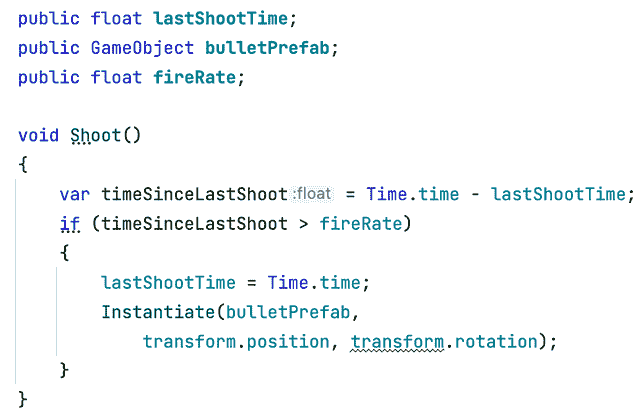 public float lastShootTime;
public GameObject bulletPrefab;
public float fireRate;
void Shoot()
{
var timeSinceLastShoot :float = Time.time - lastShootTime;
if (timeSinceLastShoot > fireRate)
{
lastShootTime = Time.time;
Instantiate(bulletPrefab,
transform.position, transform.rotation);
}
}